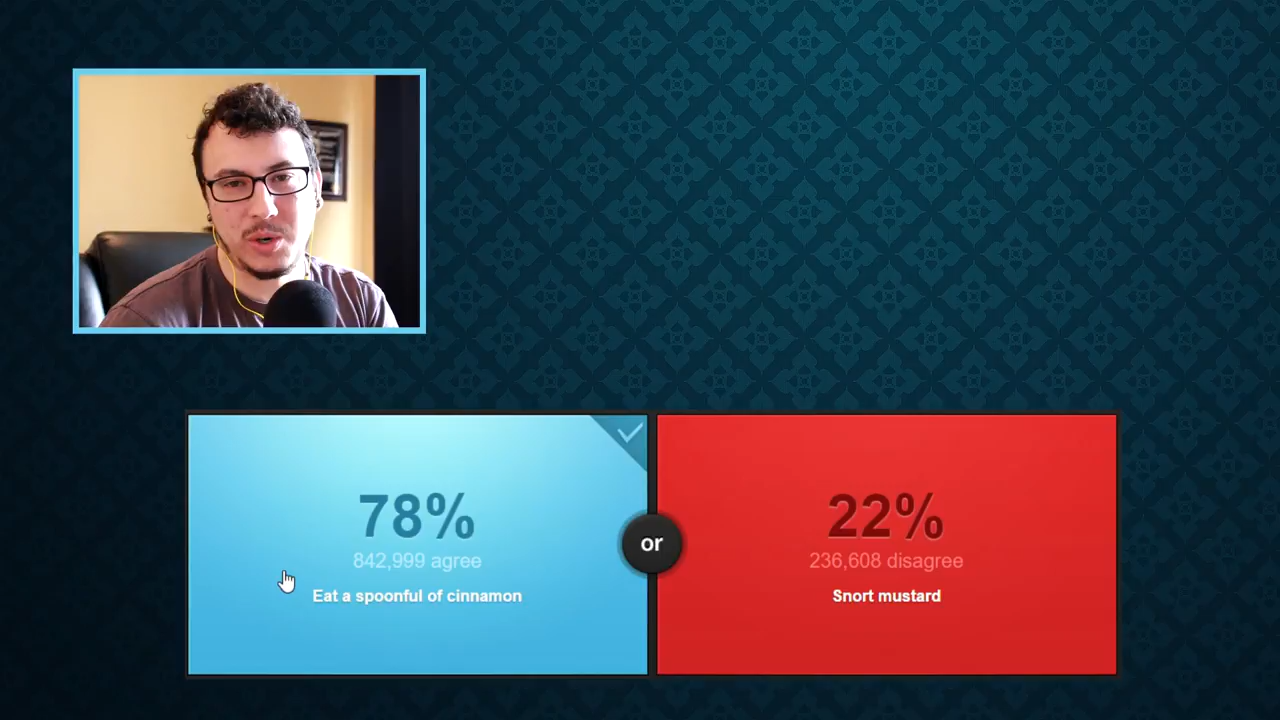 78%
842,999 agree
Eat a spoonful of cinnamon
or
22%
236,608 disagree
Snort mustard